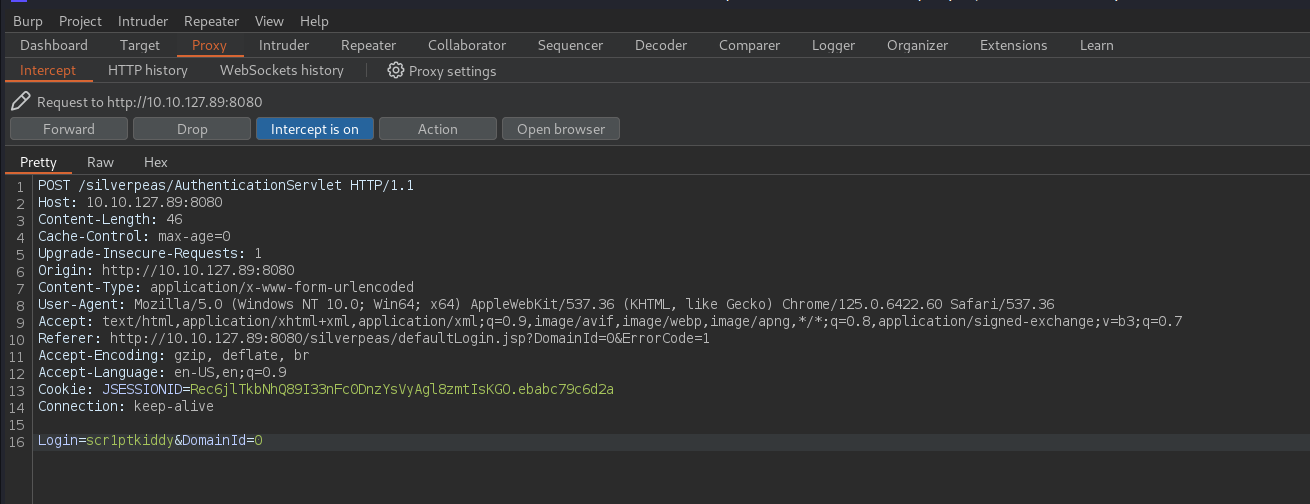 Burp Project Intruder Repeater View Help
Dashboard Target Proxy Intruder Repeater Collaborator Sequencer Decoder Comparer Logger Organizer Extensions Learn
Intercept HTTP history WebSockets history Proxy settings
Request to http://10.10.127.89:8080
Forward Drop Intercept is on Action Open browser
Pretty Raw Hex
1 POST /silverpeas/AuthenticationServlet HTTP/1.1
2 Host: 10.10.127.89:8080
3 Content-Length: 46
4 Cache-Control: max-age=0
5 Upgrade-Insecure-Requests: 1
6 Origin: http://10.10.127.89:8080
7 Content-Type: application/x-www-form-urlencoded
8 User-Agent: Mozilla/5.0 (Windows NT 10.0; Win64; x64) AppleWebKit/537.36 (KHTML, like Gecko) Chrome/125.0.6422.60 Safari/537.36
9 Accept: text/html,application/xhtml+xml,application/xml;q=0.9,image/avif,image/webp,image/apng,*/*;q=0.8,application/signed-exchange;v=b3;q=0.7
10 Referer: http://10.10.127.89:8080/silverpeas/defaultLogin.jsp?DomainId=0&ErrorCode=1
11 Accept-Encoding: gzip, deflate, br
12 Accept-Language: en-US,en;q=0.9
13 Cookie: JSESSIONID=Rec6jlTkbNhQ89I33nFc0DnzYsVyAgl8zmtIsKGO.ebabc79c6d2a
14 Connection: keep-alive
15
16 Login=scr1ptkiddy&DomainId=0